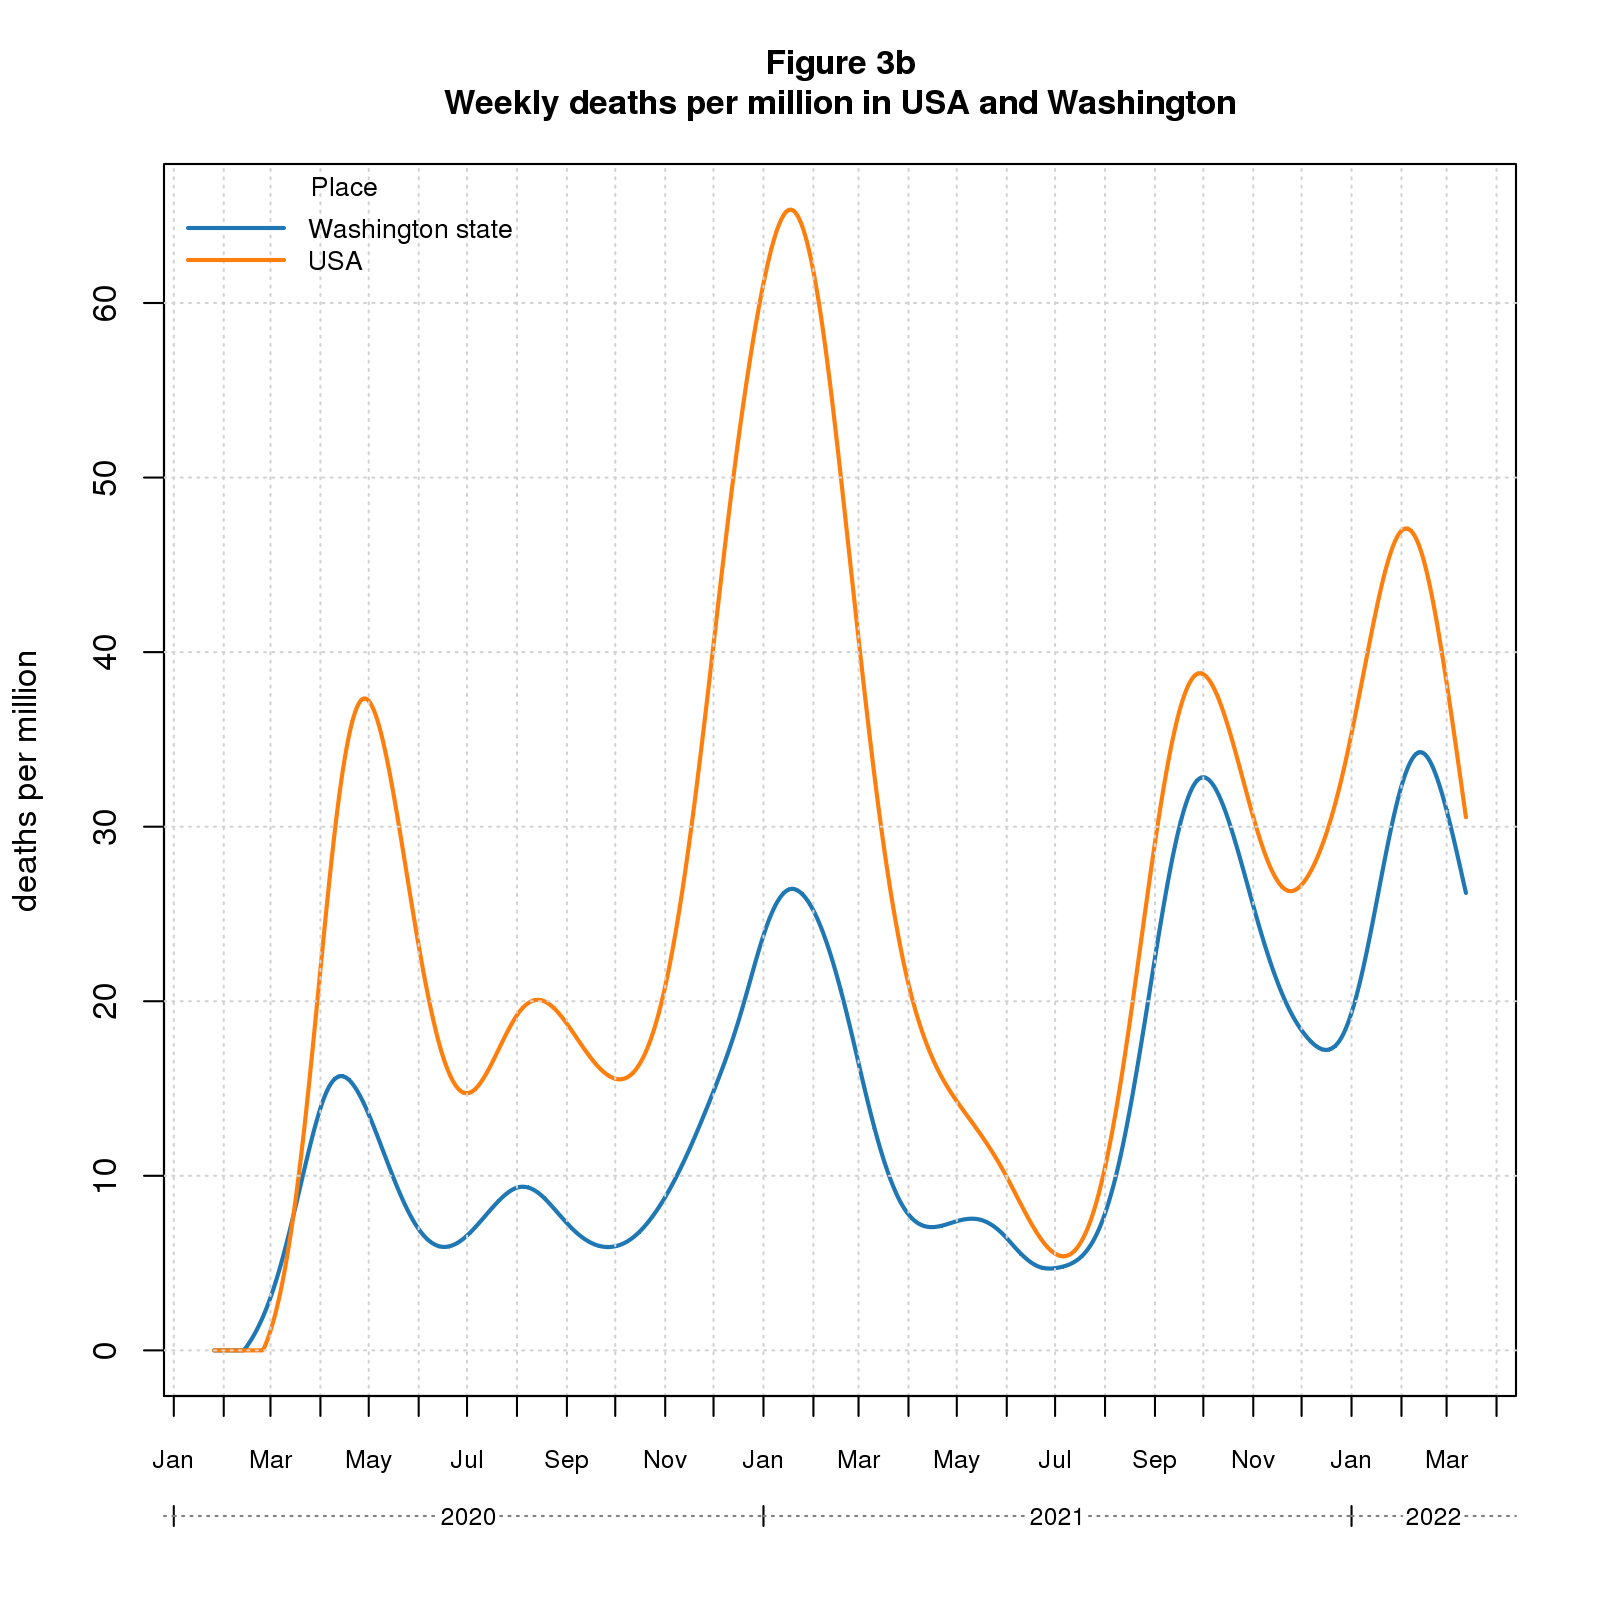 Figure 3b
Weekly deaths per million in USA and Washington
Place
Washington state
USA
deaths per million
60
50
40
30
20
10
0
Jan Mar May Jul Sep Nov Jan Mar May Jul Sep Nov Jan Mar
2020 2021 2022